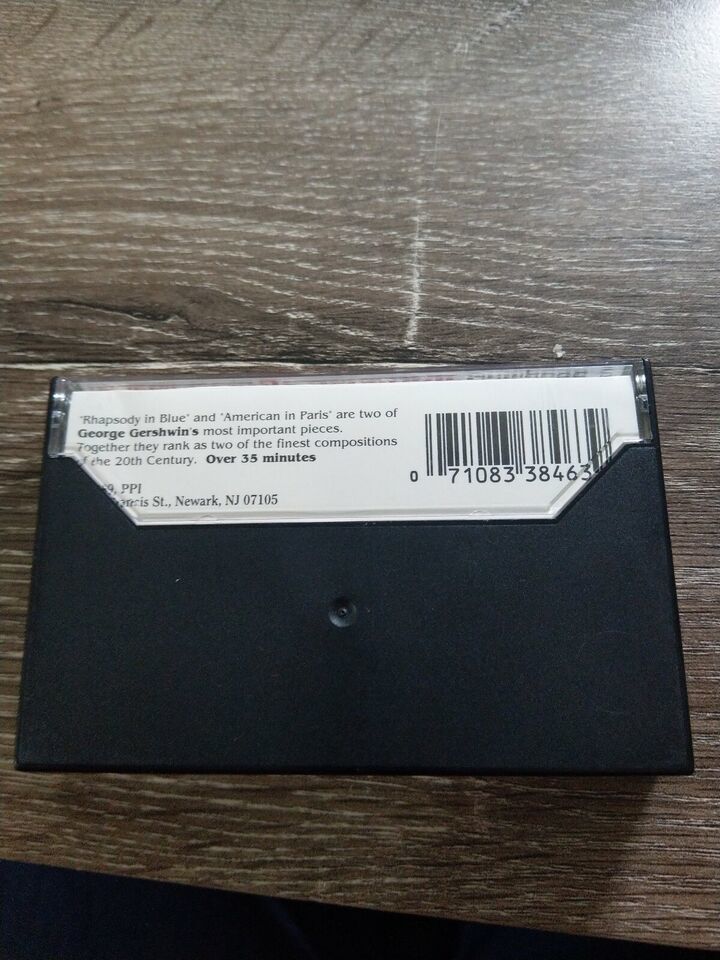 "Rhapsody in Blue" and "American in Paris" are two of
George Gershwin's most important pieces.
Together they rank as two of the finest compositions
of the 20th Century. Over 35 minutes
9, PPI
St., Newark, NJ 07105
0 71083 38463